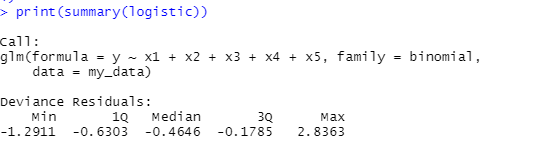 > print(summary(logistic))
Call:
glm(formula = y ~ x1 + x2 + x3 + x4 + x5, family = binomial,
    data = my_data)
Deviance Residuals:
    Min       1Q   Median       3Q      Max
-1.2911  -0.6303  -0.4646  -0.1785   2.8363